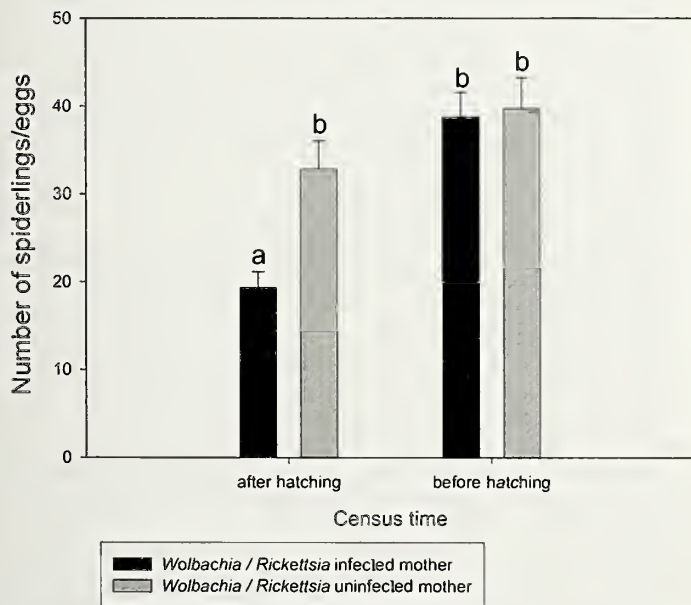 Number of spiderlings/eggs
50
40
30
20
10
0
a
b
b
b
after hatching
before hatching
Census time
Wolbachia / Rickettsia infected mother
Wolbachia / Rickettsia uninfected mother